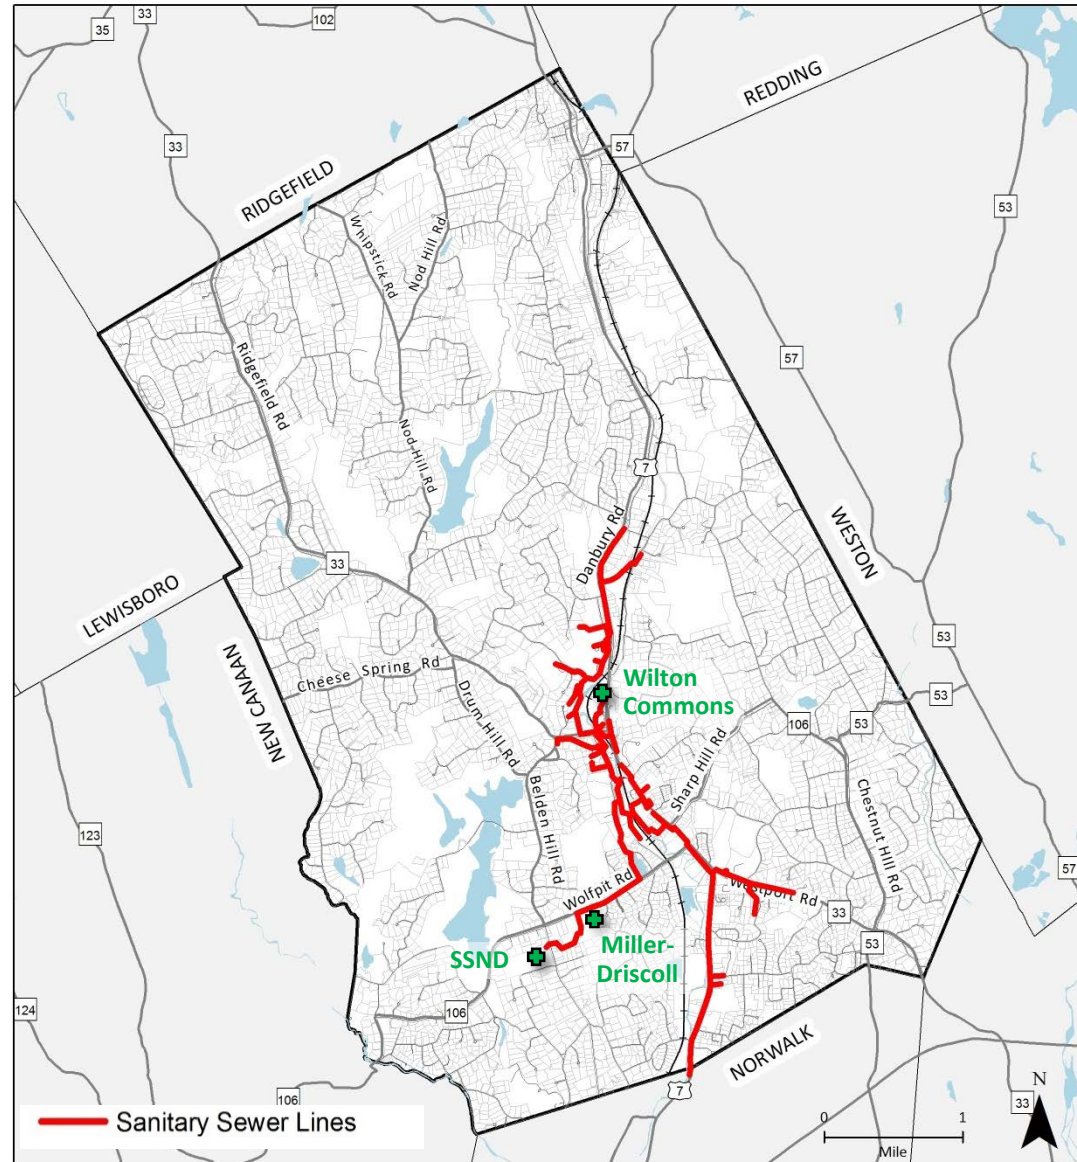 33
102
35
REDDING
33
57
RIDGEFIELD
53
Whipstick Rd
Nod Hill Rd
Ridgefield Rd
57
Nod Hill Rd
7
Danbury Rd
WESTON
33
LEWISBORO
53
NEW CANAAN
Cheese Spring Rd
Wilton
Commons
53
Drum Hill Rd
106
53
Sharp Hill Rd
Belden Hill Rd
Chestnut Hill Rd
123
57
Wolfpit Rd
Westport Rd
33
Miller-
Driscoll
SSND
53
124
106
NORWALK
106
7
33
N
Sanitary Sewer Lines
0
1
Mile